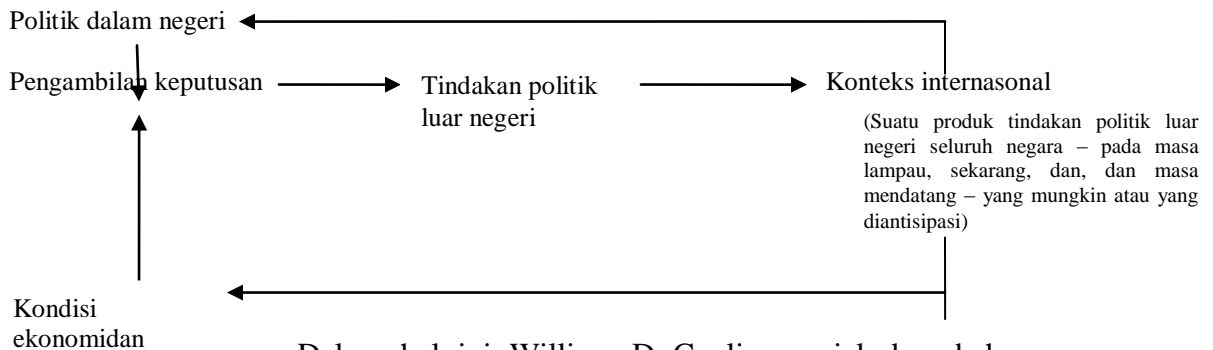 Politik dalam negeri
Pengambilan keputusan
Tindakan politik
luar negeri
Konteks internasonal
(Suatu produk tindakan politik luar
negeri seluruh negara – pada masa
lampau, sekarang, dan, dan masa
mendatang – yang mungkin atau yang
diantisipasi)
Kondisi
ekonomidan